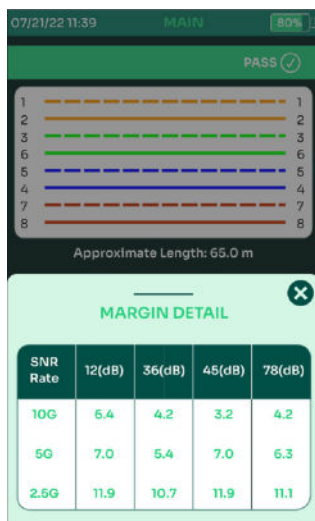 07/21/22 11:39 MAIN 80%
PASS
1 1
2 2
3 3
6 6
5 5
4 4
7 7
8 8
Approximate Length: 65.0 m
MARGIN DETAIL
SNR Rate 12(dB) 36(dB) 45(dB) 78(dB)
10G 6.4 4.2 3.2 4.2
5G 7.0 5.4 7.0 6.3
2.5G 11.9 10.7 11.9 11.1